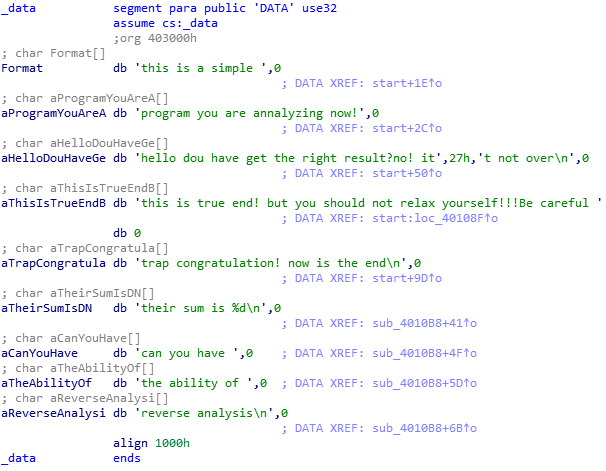 _data segment para public 'DATA' use32
assume cs:_data
;org 403000h
; char Format[]
Format db 'this is a simple ',0
; DATA XREF: start+1E↑o
; char aProgramYouAreA[]
aProgramYouAreA db 'program you are annalyzing now!',0
; DATA XREF: start+2C↑o
; char aHelloDouHaveGe[]
aHelloDouHaveGe db 'hello dou have get the right result?no! it',27h,'t not over\n',0
; DATA XREF: start+50↑o
; char aThisIsTrueEndB[]
aThisIsTrueEndB db 'this is true end! but you should not relax yourself!!!Be careful '
; DATA XREF: start:loc_40108F↑o
db 0
; char aTrapCongratula[]
aTrapCongratula db 'trap congratulation! now is the end\n',0
; DATA XREF: start+9D↑o
; char aTheirSumIsDN[]
aTheirSumIsDN db 'their sum is %d\n',0
; DATA XREF: sub_4010B8+41↑o
; char aCanYouHave[]
aCanYouHave db 'can you have ',0 ; DATA XREF: sub_4010B8+4F↑o
; char aTheAbilityOf[]
aTheAbilityOf db 'the ability of ',0 ; DATA XREF: sub_4010B8+5D↑o
; char aReverseAnalysi[]
aReverseAnalysi db 'reverse analysis\n',0
; DATA XREF: sub_4010B8+6B↑o
align 1000h
_data ends